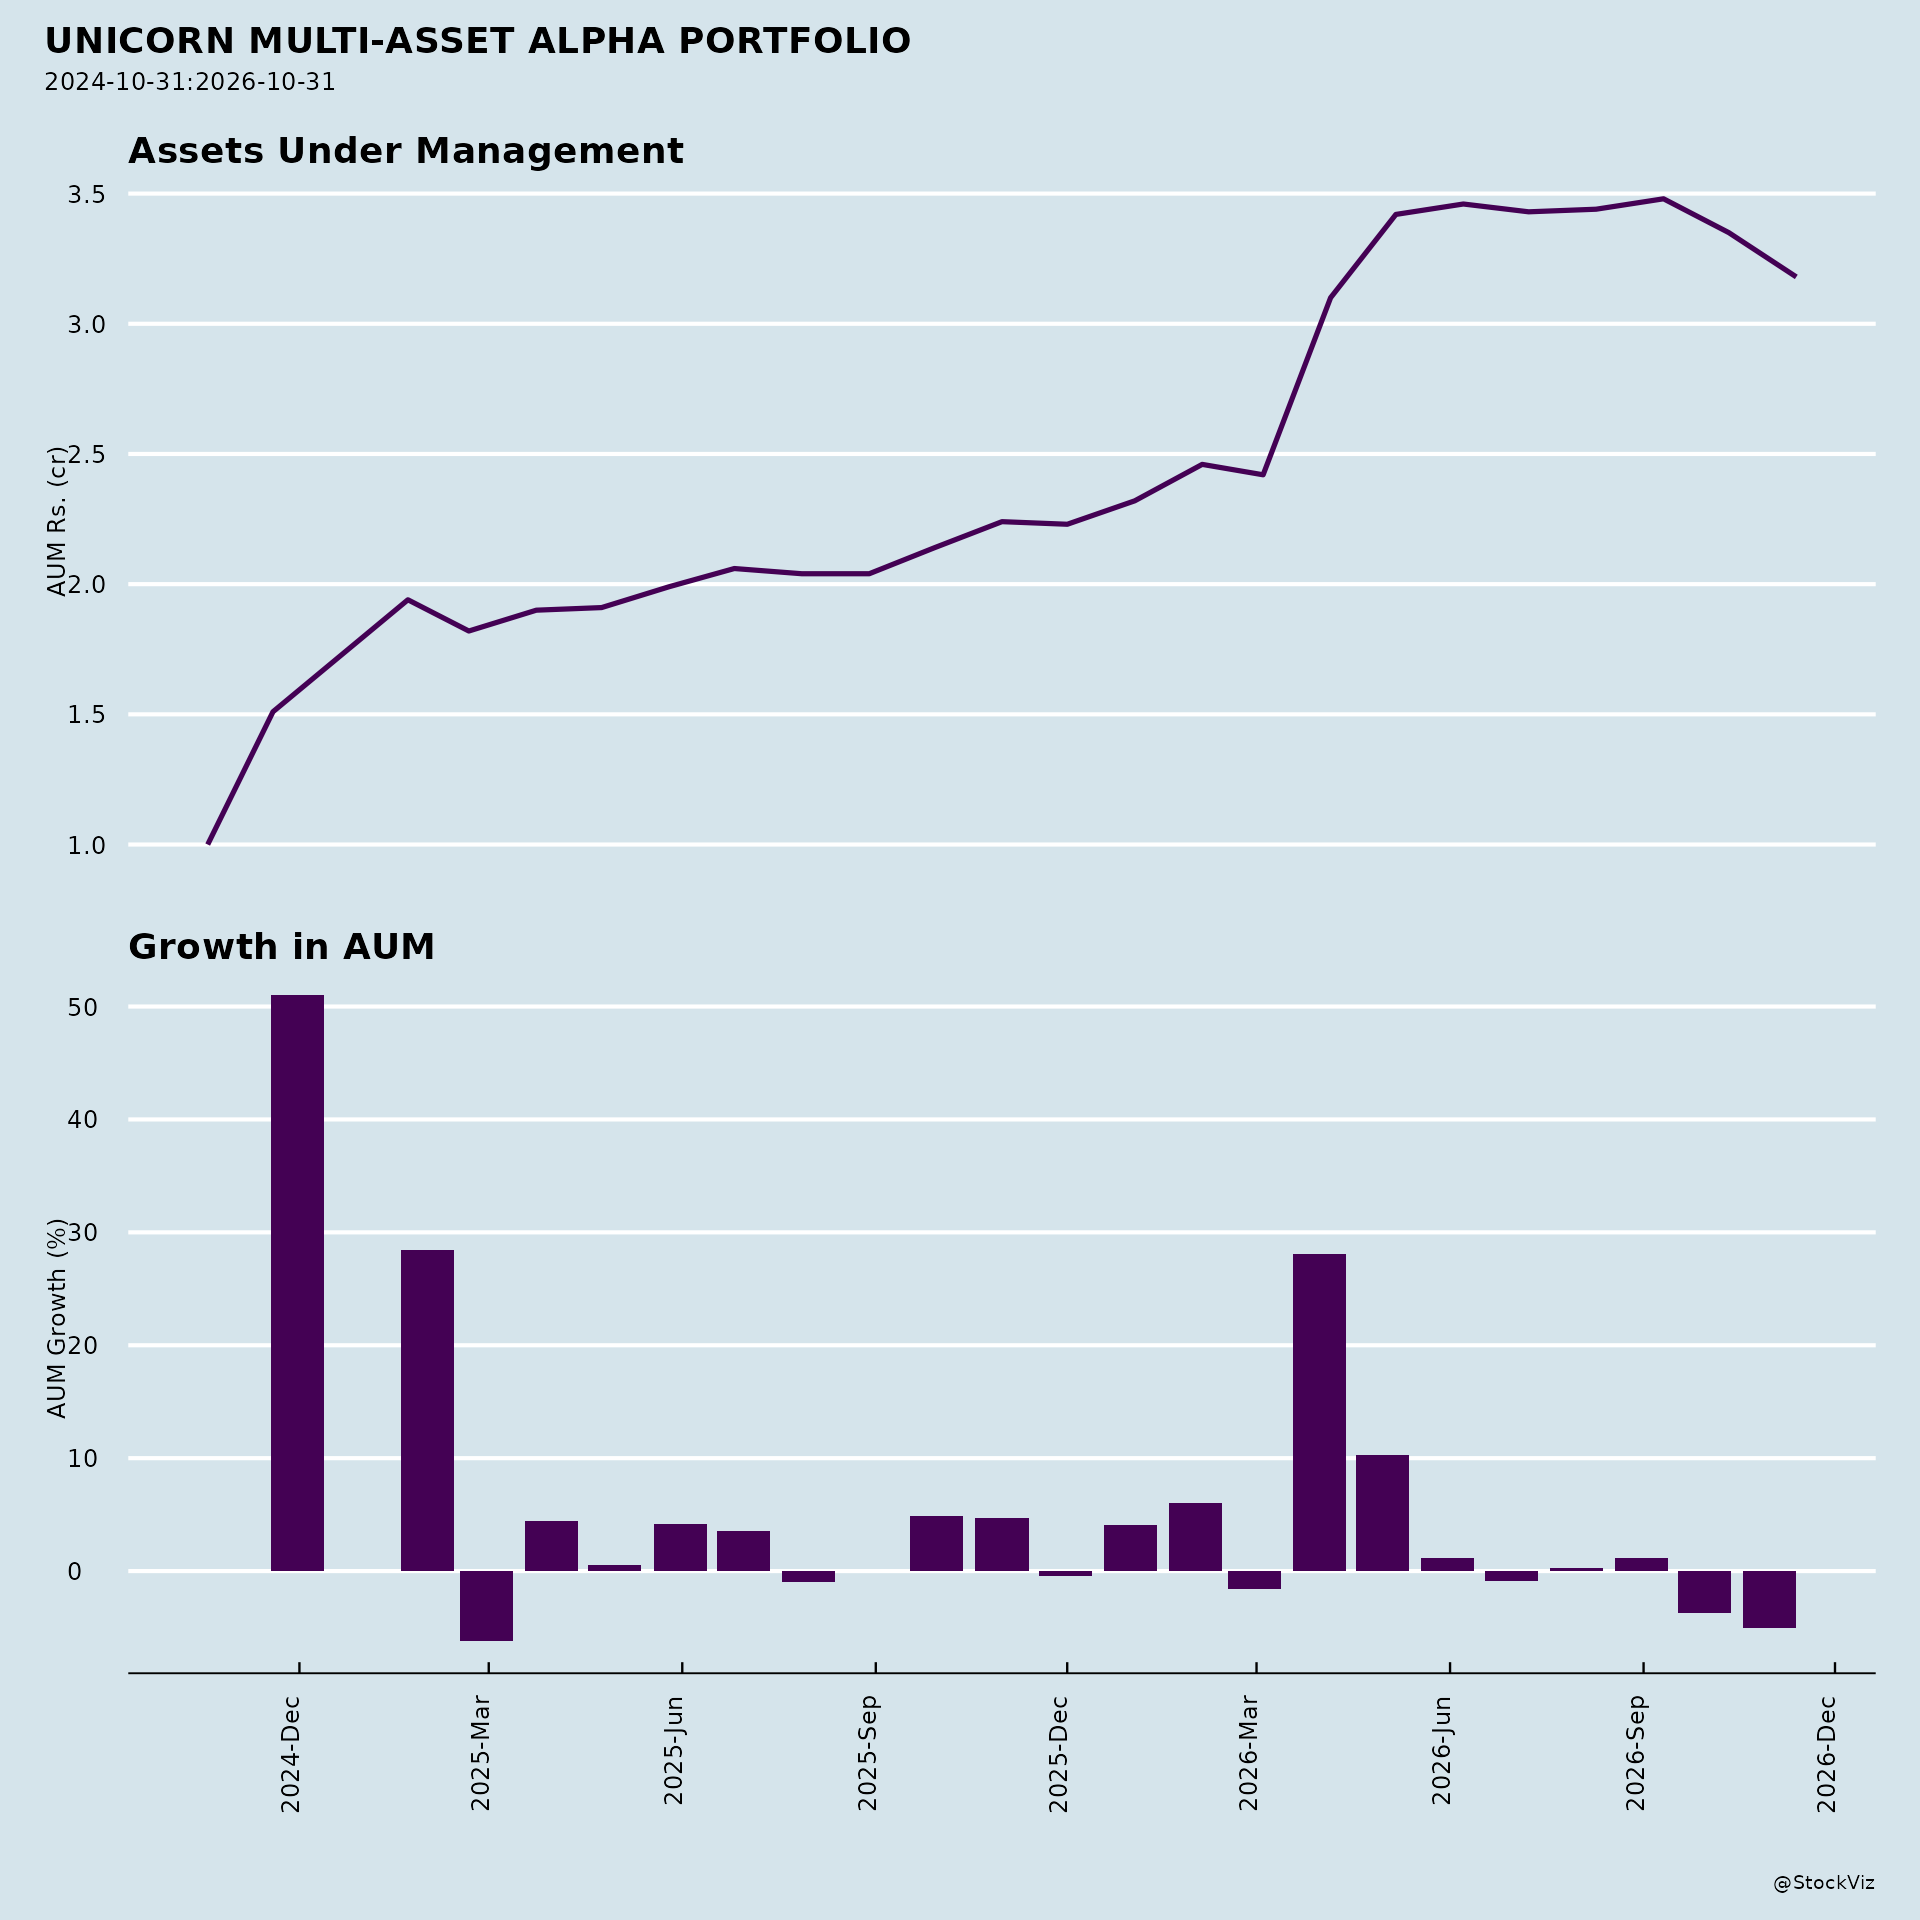 UNICORN MULTI-ASSET ALPHA PORTFOLIO
2024-10-31:2026-10-31
Assets Under Management
AUM Rs. (cr)
3.5
3.0
2.5
2.0
1.5
1.0
Growth in AUM
AUM Growth (%)
50
40
30
20
10
0
2024-Dec
2025-Mar
2025-Jun
2025-Sep
2025-Dec
2026-Mar
2026-Jun
2026-Sep
2026-Dec
@StockViz